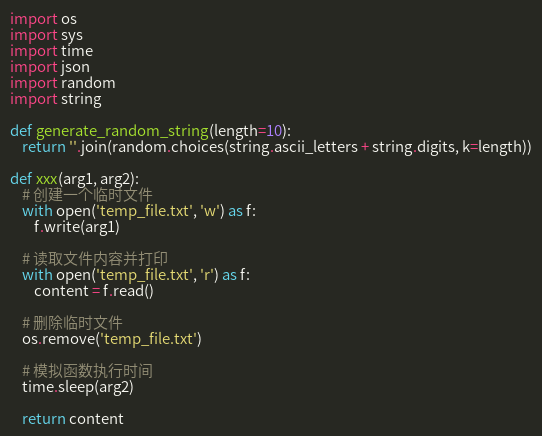 import os
import sys
import time
import json
import random
import string

def generate_random_string(length=10):
    return ''.join(random.choices(string.ascii_letters + string.digits, k=length))

def xxx(arg1, arg2):
    # 创建一个临时文件
    with open('temp_file.txt', 'w') as f:
        f.write(arg1)

    # 读取文件内容并打印
    with open('temp_file.txt', 'r') as f:
        content = f.read()

    # 删除临时文件
    os.remove('temp_file.txt')

    # 模拟函数执行时间
    time.sleep(arg2)

    return content